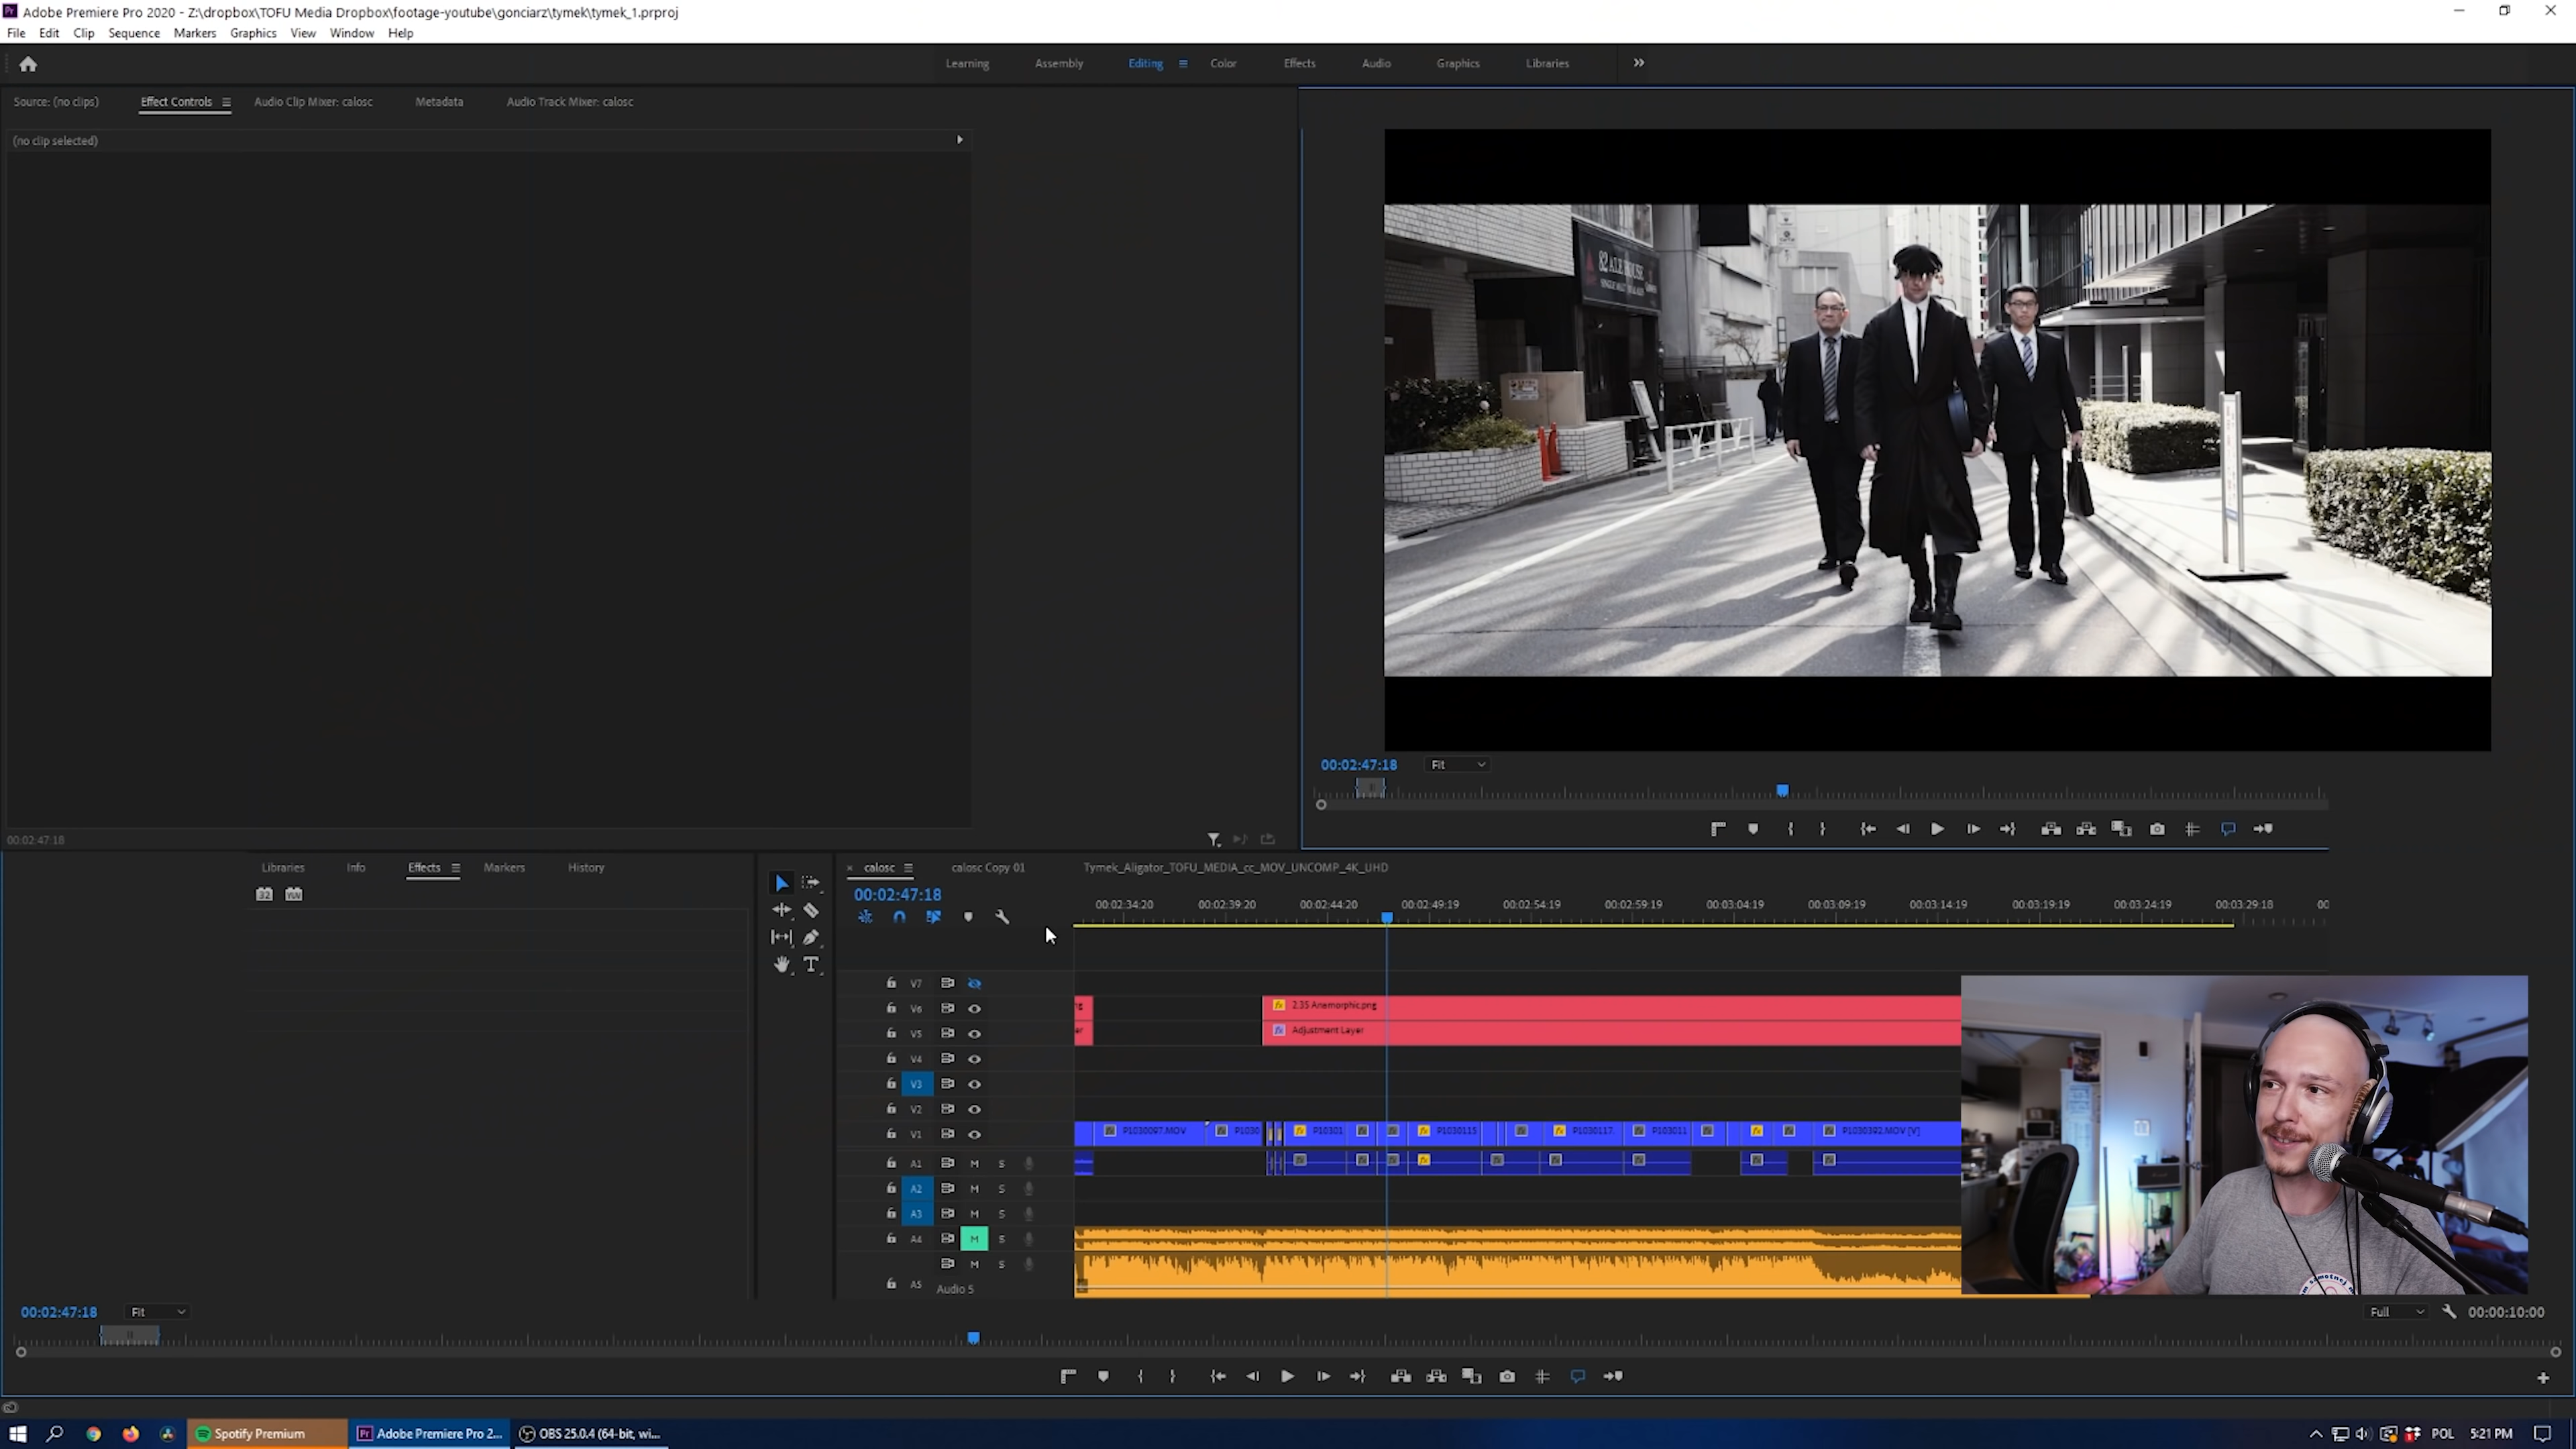 Adobe Premiere Pro 2020 - Z:\dropbox\TOFU Media Dropbox\footage-youtube\gonciarz\tymek\tymek_1.prproj
File Edit Clip Sequence Markers Graphics View Window Help
Learning Assembly Editing Color Effects Audio Graphics Libraries
Source: (no clips) Effect Controls Audio Clip Mixer: calosc Metadata Audio Track Mixer: calosc
(no clip selected)
82 ALE HOUSE
00:02:47:18 Fit
00:02:47:18
Libraries Info Effects Markers History
calosc calosc Copy 01 Tymek_Aligator_TOFU_MEDIA_cc_MOV_UNCOMP_4K_UHD
00:02:47:18
00:02:34:20 00:02:39:20 00:02:44:20 00:02:49:19 00:02:54:19 00:02:59:19 00:03:04:19 00:03:09:19 00:03:14:19 00:03:19:19 00:03:24:19 00:03:29:18 00
V7
V6 ng fx 2.35 Anamorphic.png
V5 er fx Adjustment Layer
V4
V3
V2
V1 P1030097.MOV P1030 P10301 P1030115 P1030117. P103011 P1030392.MOV [V]
A1 M S
A2 M S
A3 M S
A4 M S
M S
A5 Audio 5
00:02:47:18 Fit Full 00:00:10:00
Spotify Premium Adobe Premiere Pro 2... OBS 25.0.4 (64-bit, wi... POL 5:21 PM